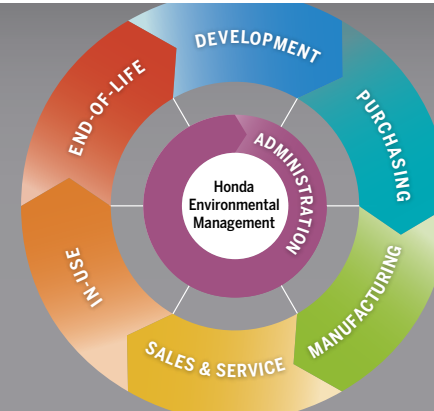 DEVELOPMENT
PURCHASING
MANUFACTURING
SALES & SERVICE
IN-USE
END-OF-LIFE
ADMINISTRATION
Honda
Environmental
Management